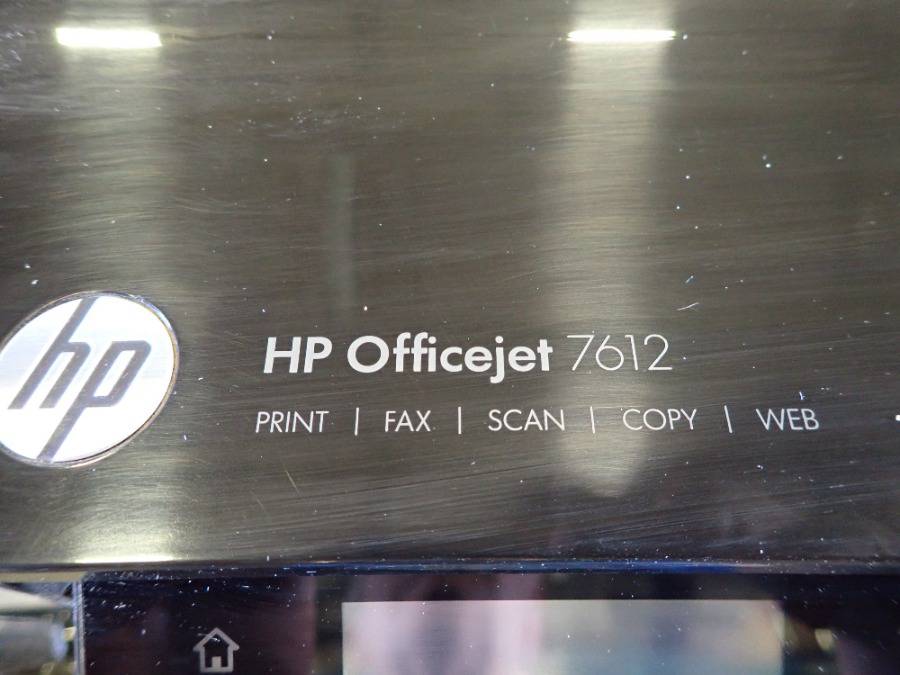 hp
HP Officejet 7612
PRINT | FAX | SCAN | COPY | WEB